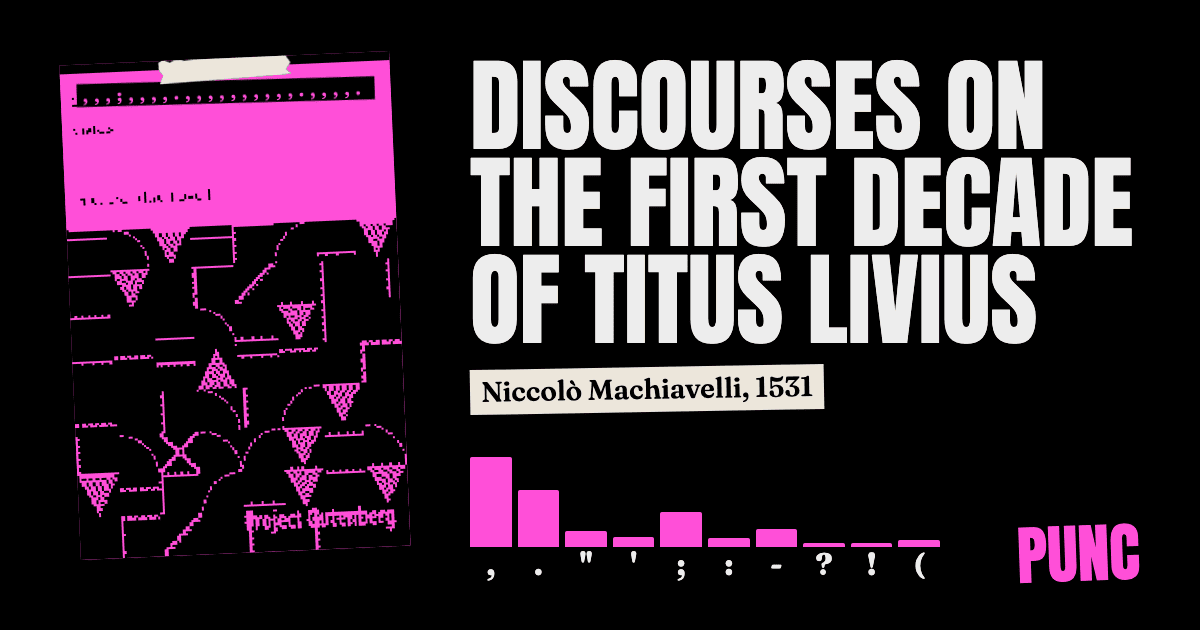 , , , ; , , , . , , , , , , , , , . , , , .
DISCOURSES ON
THE FIRST DECADE
OF TITUS LIVIUS
Niccolò Machiavelli, 1531
, . " ' ; : - ? ! (
Project Gutenberg
PUNC